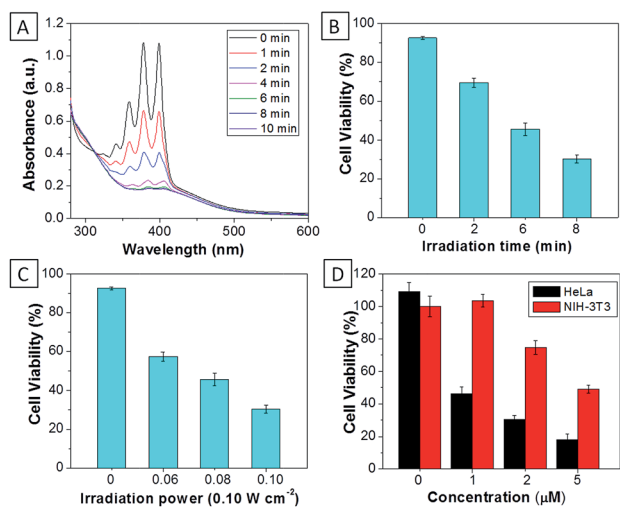 A
0 min
1 min
2 min
4 min
6 min
8 min
10 min
1.2
1.0
0.8
0.6
0.4
0.2
0.0
Absorbance (a.u.)
300
400
500
600
Wavelength (nm)
B
100
80
60
40
20
0
Cell Viability (%)
0
2
6
8
Irradiation time (min)
C
100
80
60
40
20
0
Cell Viability (%)
0
0.06
0.08
0.10
Irradiation power (0.10 W cm-2)
D
HeLa
NIH-3T3
120
100
80
60
40
20
0
Cell Viability (%)
0
1
2
5
Concentration (μM)